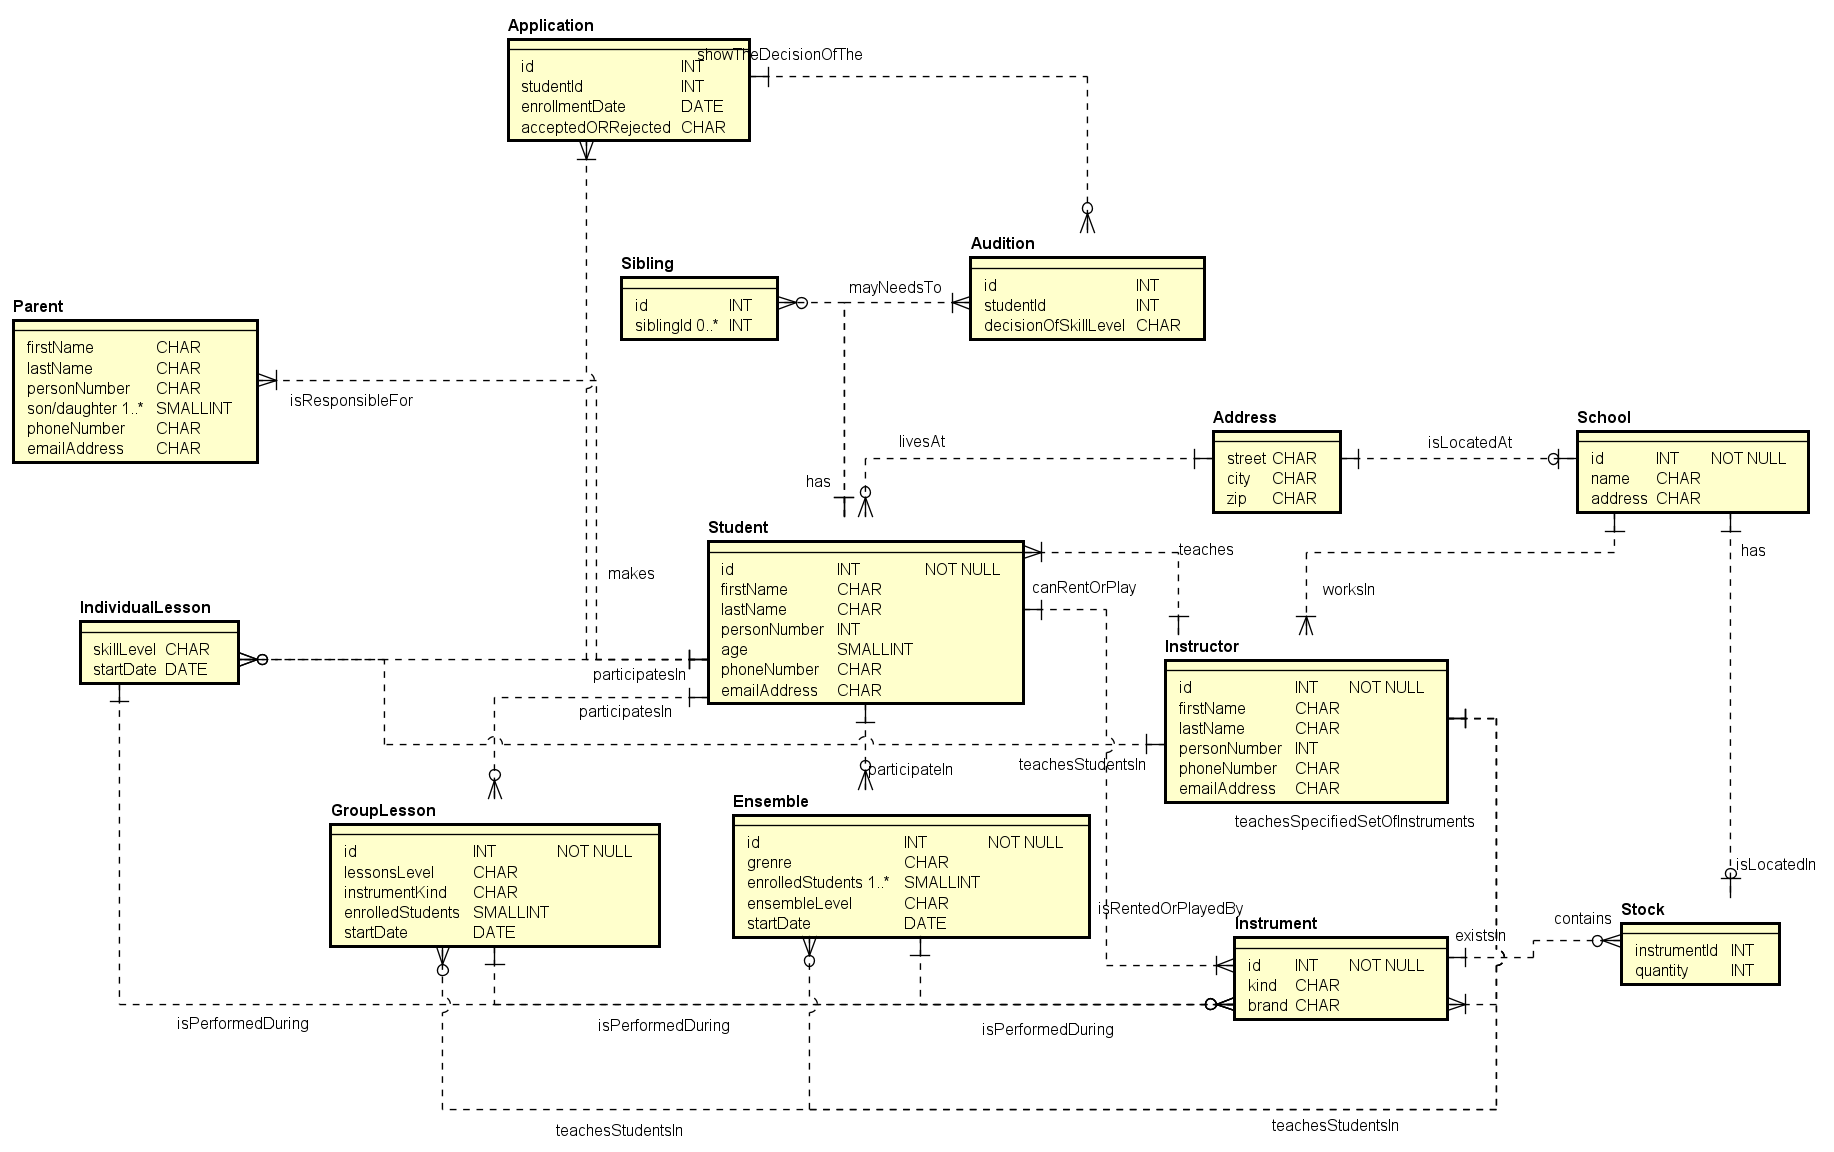 Application
id INT
studentId INT
enrollmentDate DATE
acceptedORRejected CHAR
showTheDecisionOfThe
Audition
id INT
studentId INT
decisionOfSkillLevel CHAR
Sibling
id INT
siblingId 0..* INT
mayNeedsTo
Parent
firstName CHAR
lastName CHAR
personNumber CHAR
son/daughter 1..* SMALLINT
phoneNumber CHAR
emailAddress CHAR
isResponsibleFor
livesAt
Address
street CHAR
city CHAR
zip CHAR
isLocatedAt
School
id INT NOT NULL
name CHAR
address CHAR
has
Student
id INT NOT NULL
firstName CHAR
lastName CHAR
personNumber INT
age SMALLINT
phoneNumber CHAR
emailAddress CHAR
teaches
canRentOrPlay
worksIn
has
makes
IndividualLesson
skillLevel CHAR
startDate DATE
participatesIn
participatesIn
participateIn
teachesStudentsIn
Instructor
id INT NOT NULL
firstName CHAR
lastName CHAR
personNumber INT
phoneNumber CHAR
emailAddress CHAR
teachesSpecifiedSetOfInstruments
GroupLesson
id INT NOT NULL
lessonsLevel CHAR
instrumentKind CHAR
enrolledStudents SMALLINT
startDate DATE
Ensemble
id INT NOT NULL
grenre CHAR
enrolledStudents 1..* SMALLINT
ensembleLevel CHAR
startDate DATE
isRentedOrPlayedBy
Instrument
id INT NOT NULL
kind CHAR
brand CHAR
existsIn
contains
isLocatedIn
Stock
instrumentId INT
quantity INT
isPerformedDuring
isPerformedDuring
isPerformedDuring
teachesStudentsIn
teachesStudentsIn